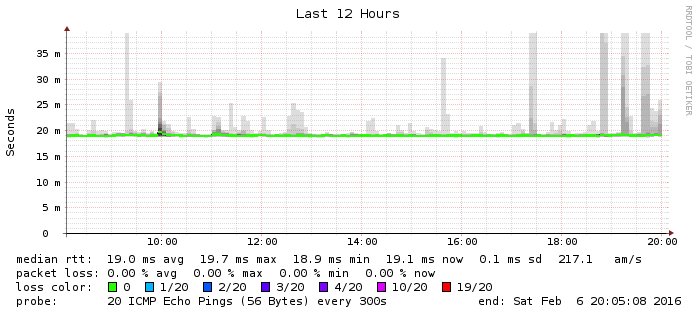 Last 12 Hours
RRDTOOL / TOBI OETIKER
Seconds
35 m
30 m
25 m
20 m
15 m
10 m
5 m
0
10:00 12:00 14:00 16:00 18:00 20:00
median rtt: 19.0 ms avg 19.7 ms max 18.9 ms min 19.1 ms now 0.1 ms sd 217.1 am/s
packet loss: 0.00 % avg 0.00 % max 0.00 % min 0.00 % now
loss color: 0 1/20 2/20 3/20 4/20 10/20 19/20
probe: 20 ICMP Echo Pings (56 Bytes) every 300s end: Sat Feb 6 20:05:08 2016